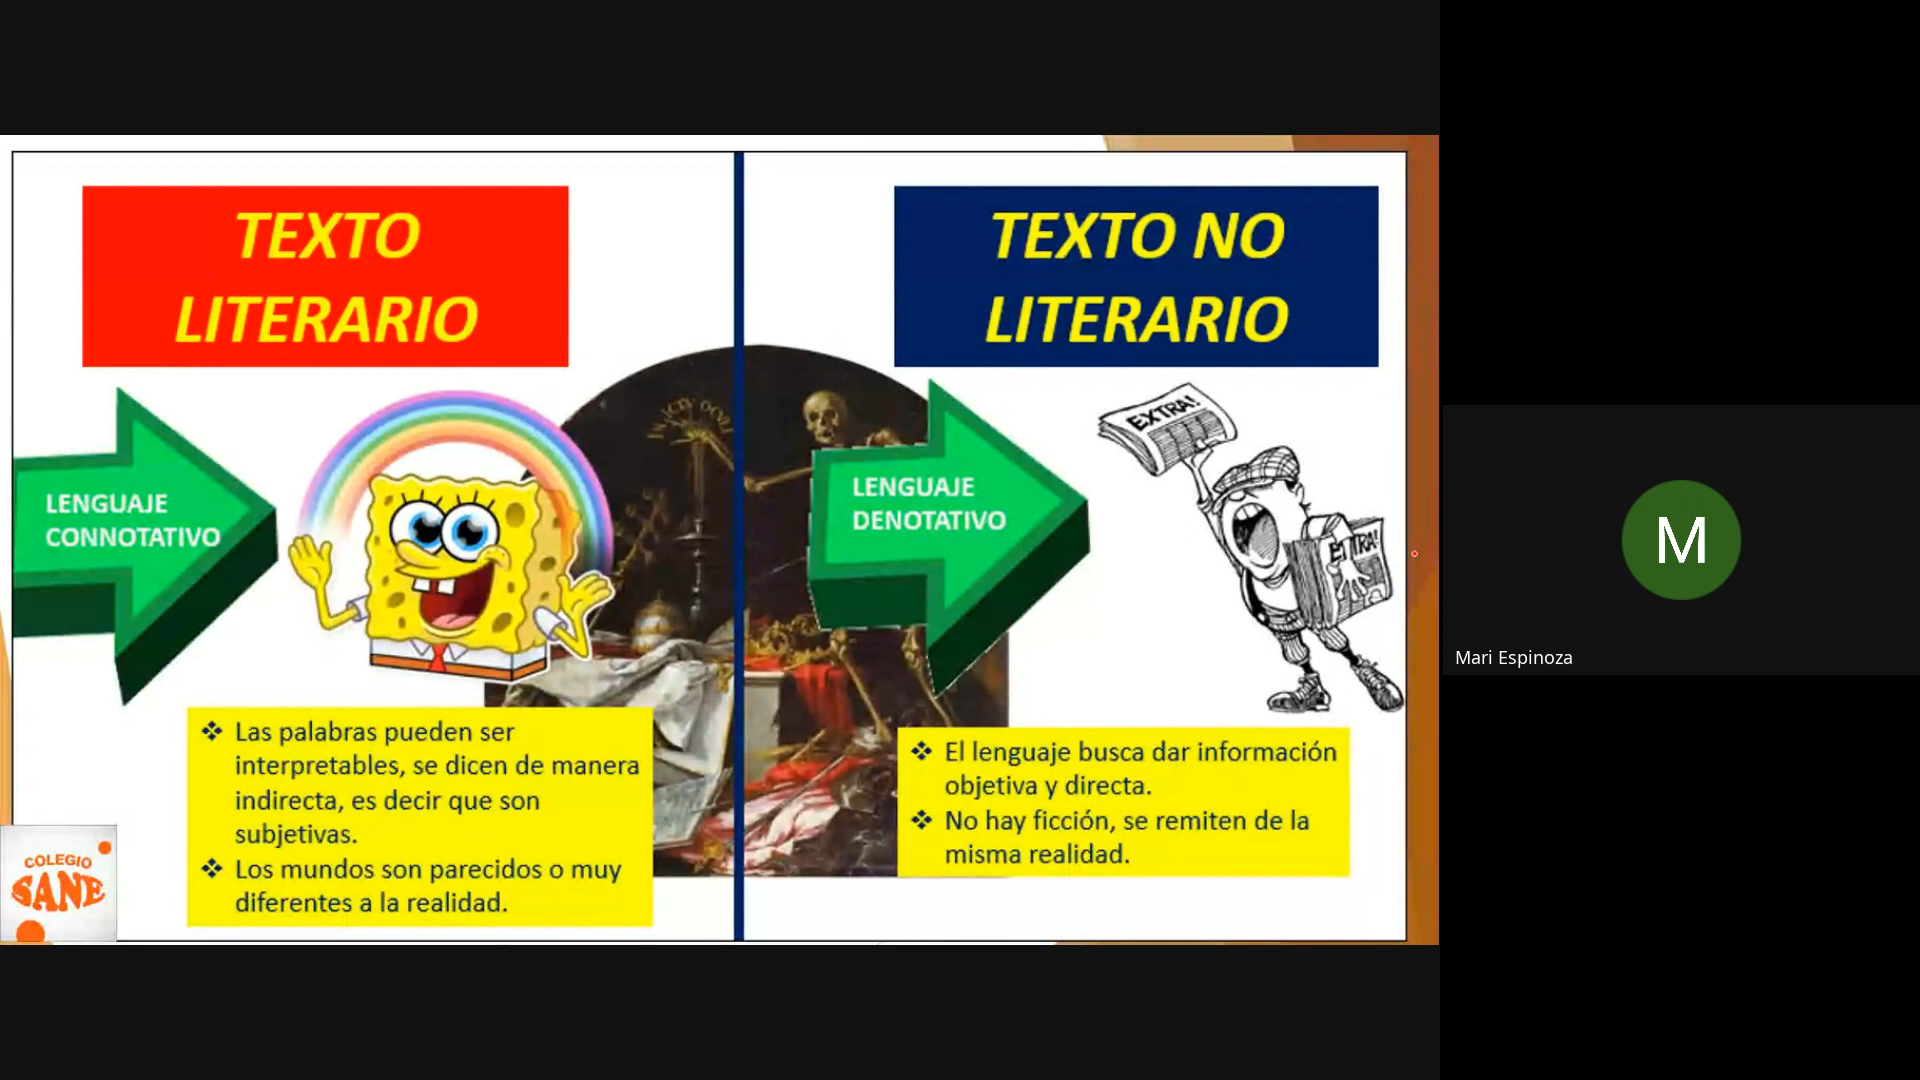 TEXTO
LITERARIO
LENGUAJE
CONNOTATIVO
❖ Las palabras pueden ser
interpretables, se dicen de manera
indirecta, es decir que son
subjetivas.
❖ Los mundos son parecidos o muy
diferentes a la realidad.
COLEGIO
SANE
TEXTO NO
LITERARIO
LENGUAJE
DENOTATIVO
EXTRA!
EXTRA!
❖ El lenguaje busca dar información
objetiva y directa.
❖ No hay ficción, se remiten de la
misma realidad.
M
Mari Espinoza